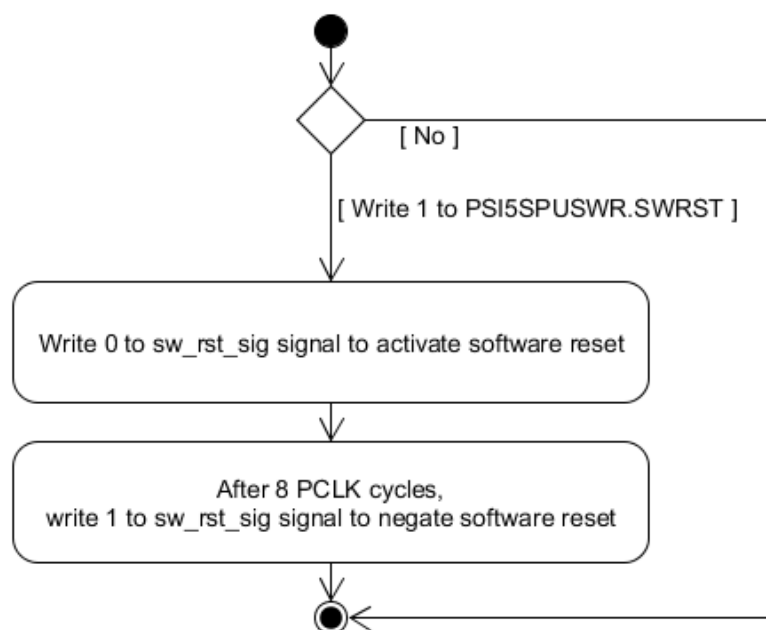 [ No ]
[ Write 1 to PSI5SPUSWR.SWRST ]
Write 0 to sw_rst_sig signal to activate software reset
After 8 PCLK cycles,
write 1 to sw_rst_sig signal to negate software reset